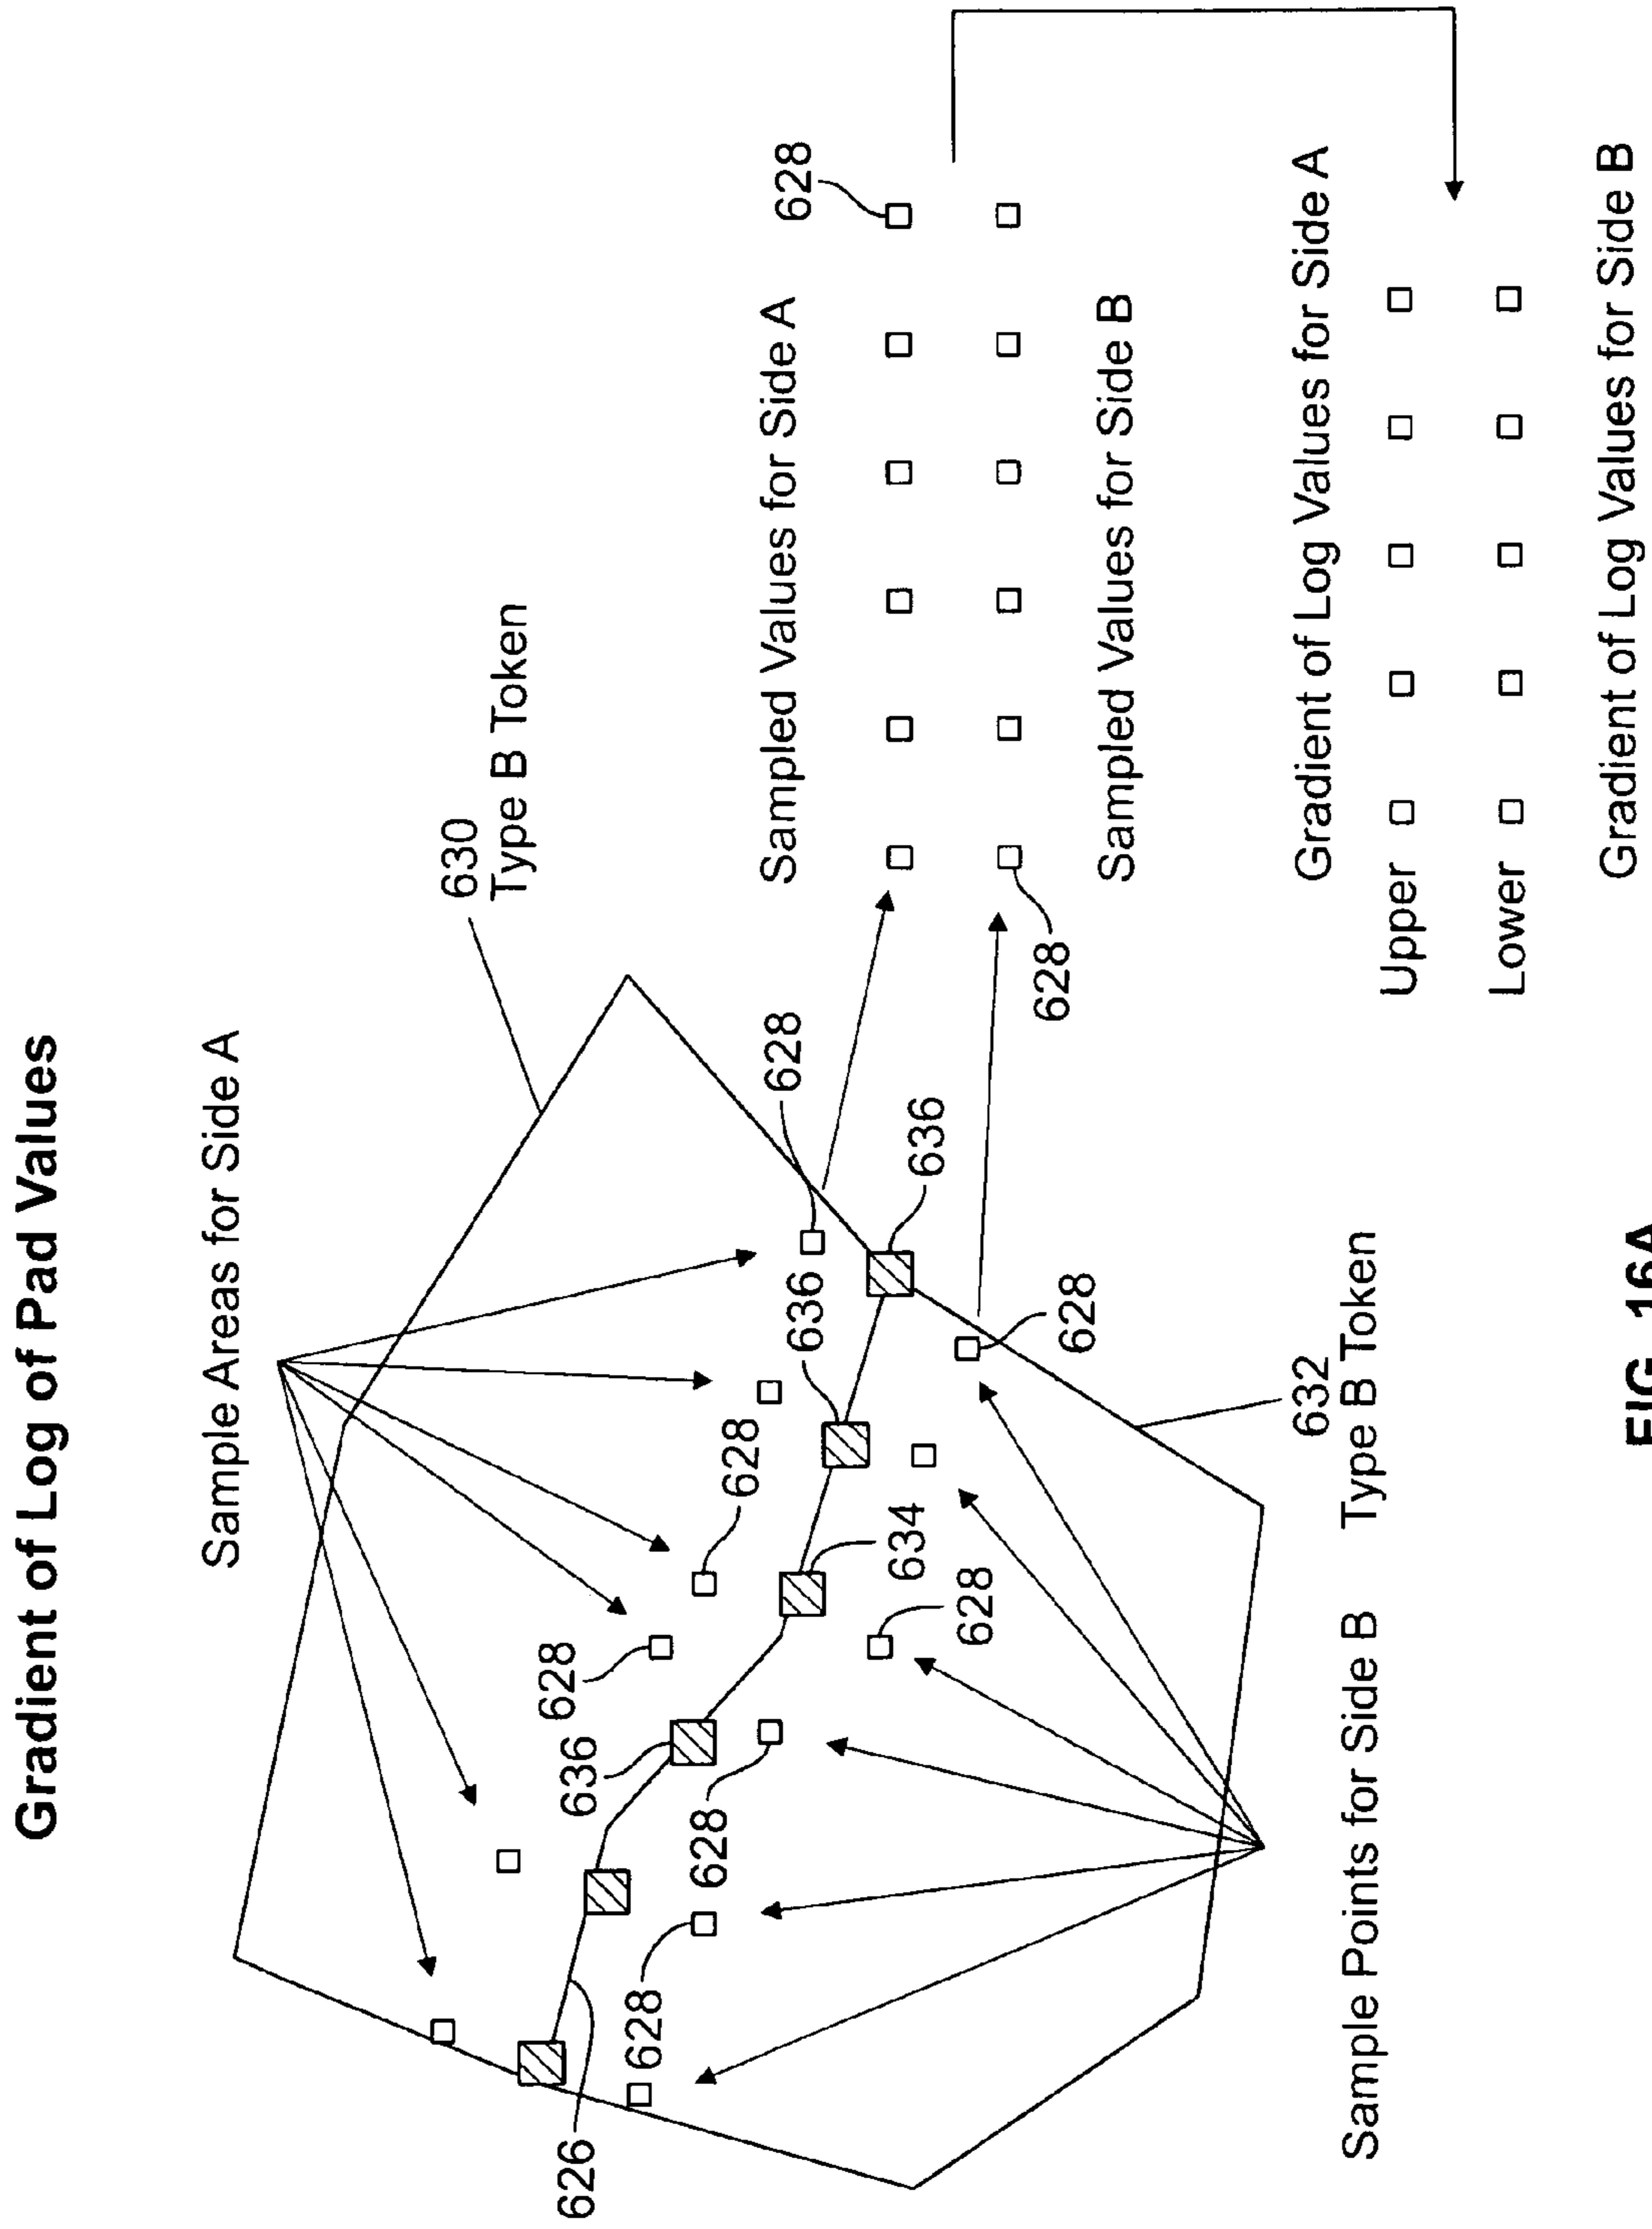 Gradient of Log of Pad Values
Sample Areas for Side A
630
Type B Token
628
636
636
628
628
636
634
628
628
628
628
626
632
Type B Token
Sample Points for Side B
Sampled Values for Side A
628
628
Sampled Values for Side B
Gradient of Log Values for Side A
Upper
Lower
Gradient of Log Values for Side B
FIG. 16A